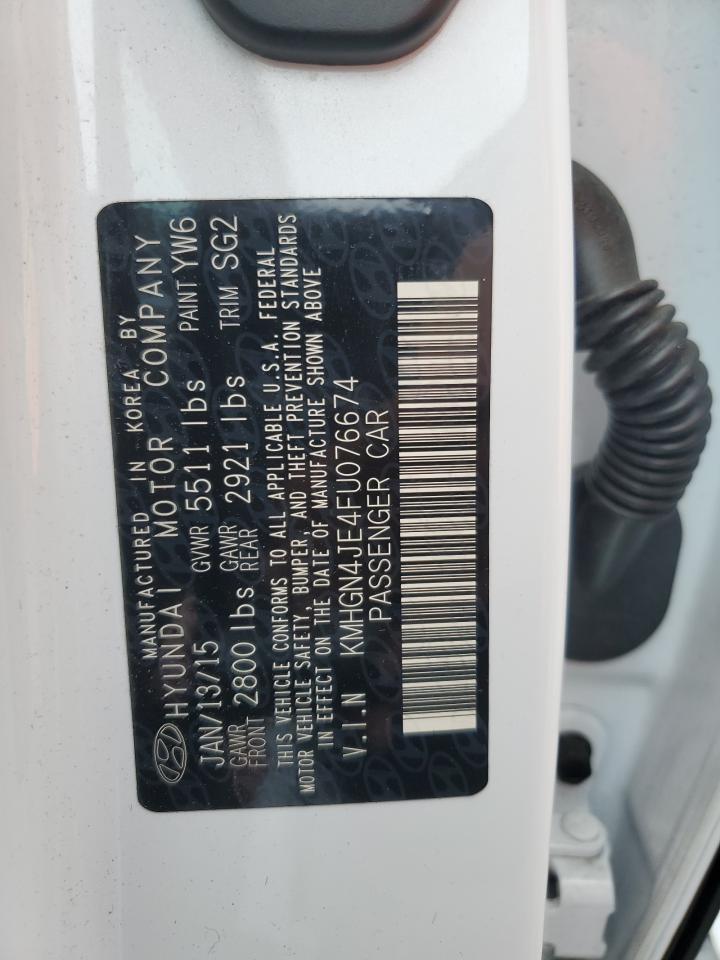 MANUFACTURED IN KOREA BY
HYUNDAI MOTOR COMPANY
JAN/13/15 GVWR 5511 lbs PAINT YW6
GAWR FRONT 2800 lbs GAWR REAR 2921 lbs TRIM SG2
THIS VEHICLE CONFORMS TO ALL APPLICABLE U.S.A. FEDERAL
MOTOR VEHICLE SAFETY, BUMPER, AND THEFT PREVENTION STANDARDS
IN EFFECT ON THE DATE OF MANUFACTURE SHOWN ABOVE
V.I.N KMHGN4JE4FU076674
PASSENGER CAR